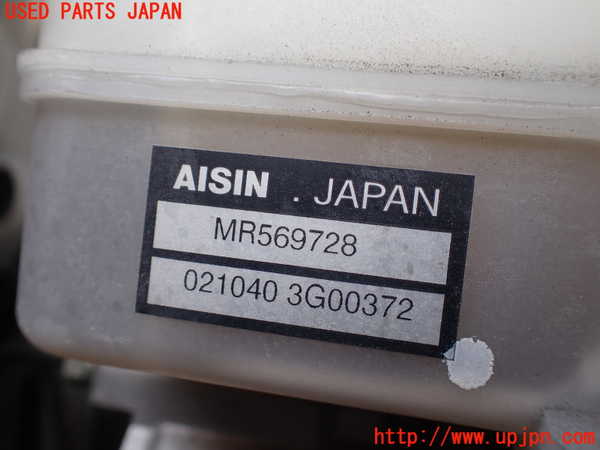 USED PARTS JAPAN
AISIN . JAPAN
MR569728
021040 3G00372
http://www.upjpn.com